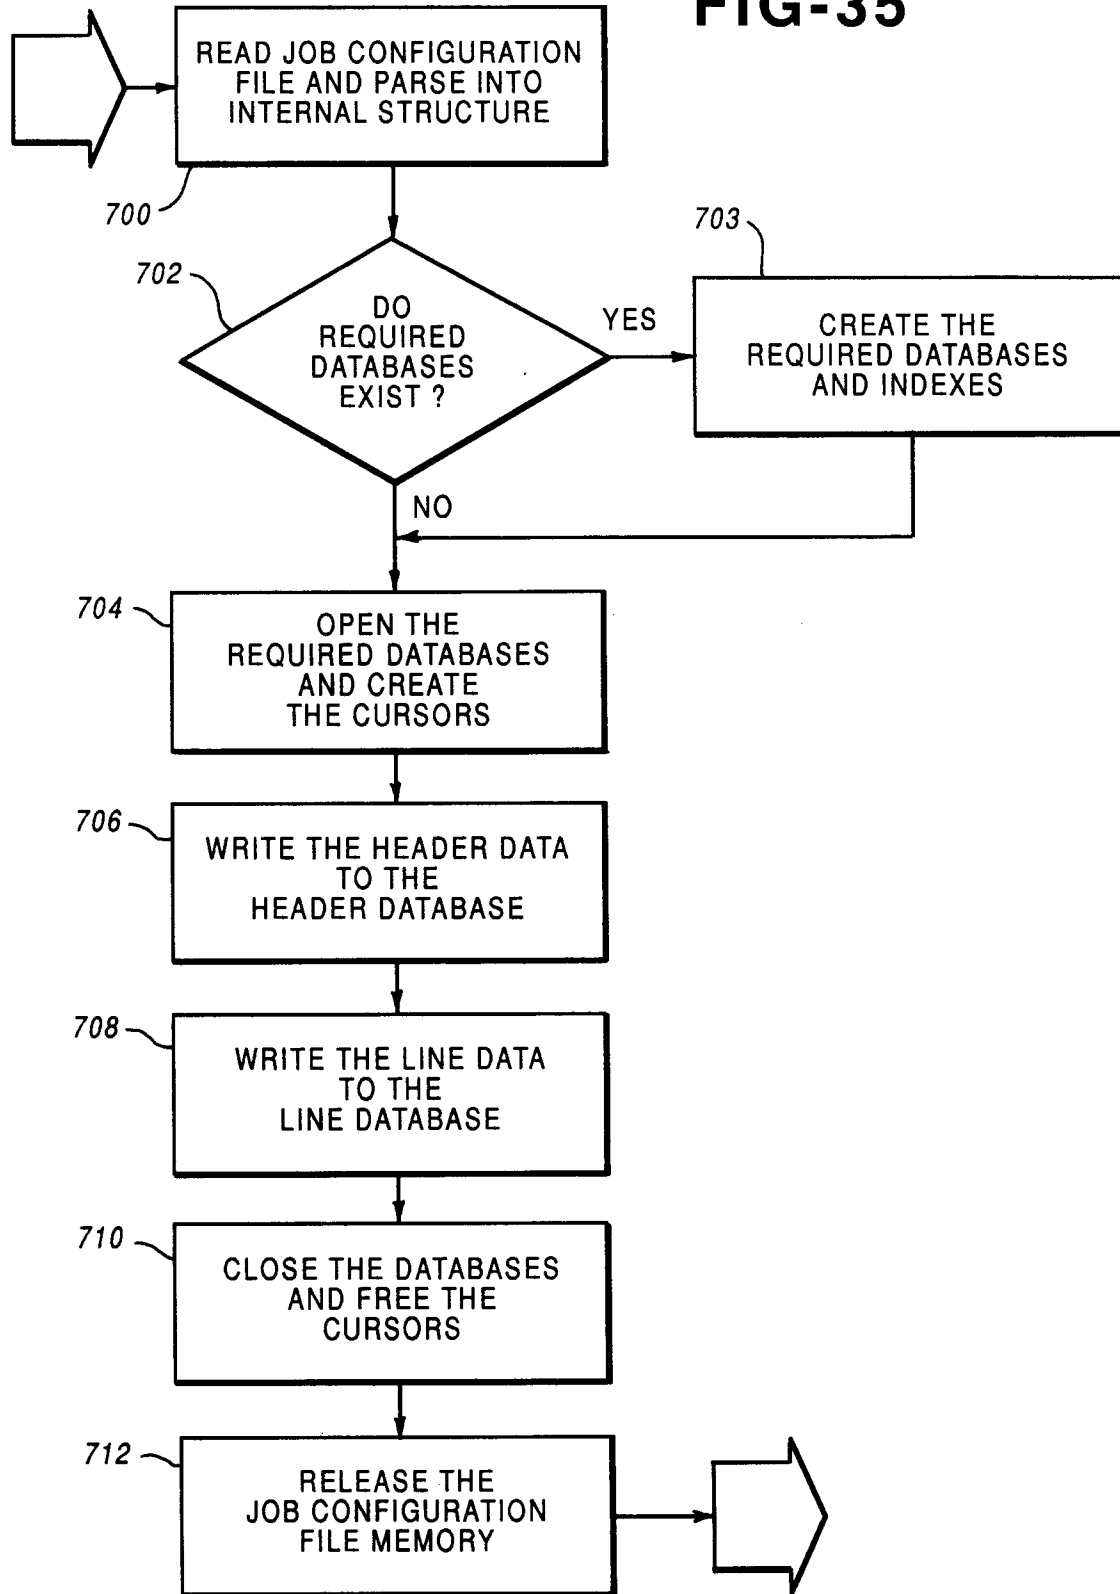 FIG-35
READ JOB CONFIGURATION
FILE AND PARSE INTO
INTERNAL STRUCTURE
700
703
702
DO
REQUIRED
DATABASES
EXIST ?
YES
CREATE THE
REQUIRED DATABASES
AND INDEXES
NO
704
OPEN THE
REQUIRED DATABASES
AND CREATE
THE CURSORS
706
WRITE THE HEADER DATA
TO THE
HEADER DATABASE
708
WRITE THE LINE DATA
TO THE
LINE DATABASE
710
CLOSE THE DATABASES
AND FREE THE
CURSORS
712
RELEASE THE
JOB CONFIGURATION
FILE MEMORY